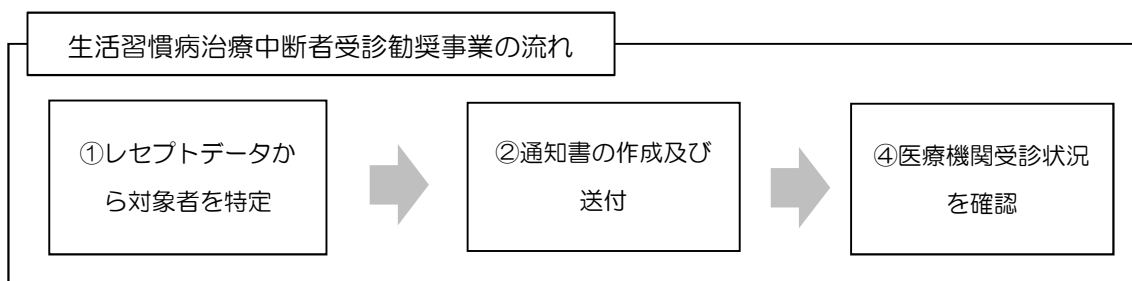 生活習慣病治療中断者受診勧奨事業の流れ
①レセプトデータか
ら対象者を特定
②通知書の作成及び
送付
④医療機関受診状況
を確認